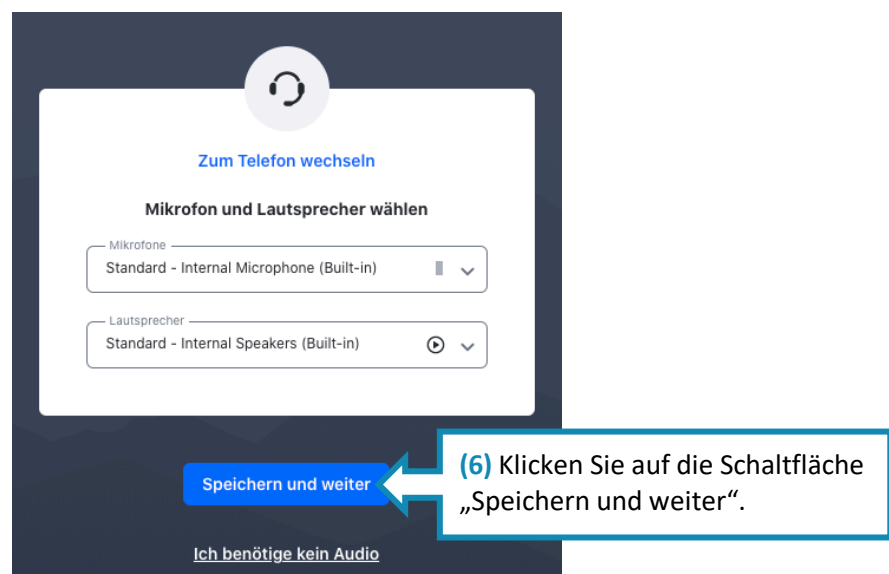 Zum Telefon wechseln
Mikrofon und Lautsprecher wählen
Mikrofone
Standard - Internal Microphone (Built-in)
Lautsprecher
Standard - Internal Speakers (Built-in)
Speichern und weiter
(6) Klicken Sie auf die Schaltfläche
„Speichern und weiter“.
Ich benötige kein Audio